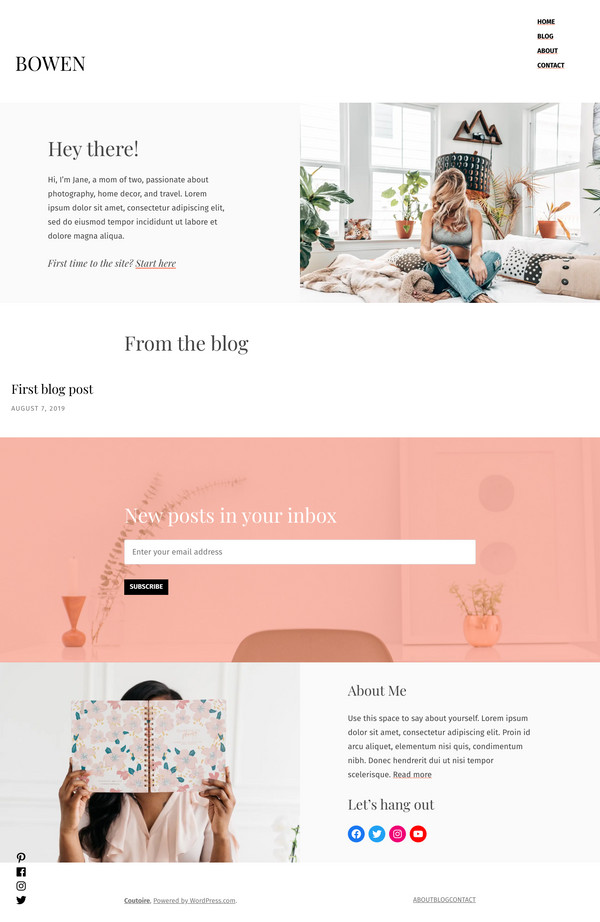 HOME
BLOG
ABOUT
CONTACT
BOWEN
Hey there!
Hi, I'm Jane, a mom of two, passionate about
photography, home decor, and travel. Lorem
ipsum dolor sit amet, consectetur adipiscing elit,
sed do eiusmod tempor incididunt ut labore et
dolore magna aliqua.
First time to the site? Start here
From the blog
First blog post
AUGUST 7, 2019
New posts in your inbox
Enter your email address
SUBSCRIBE
About Me
Use this space to say about yourself. Lorem ipsum
dolor sit amet, consectetur adipiscing elit. Proin id
arcu aliquet, elementum nisi quis, condimentum
nibh. Donec hendrerit dui ut nisi tempor
scelerisque. Read more
Let's hang out
Coutoire, Powered by WordPress.com.
ABOUTBLOGCONTACT